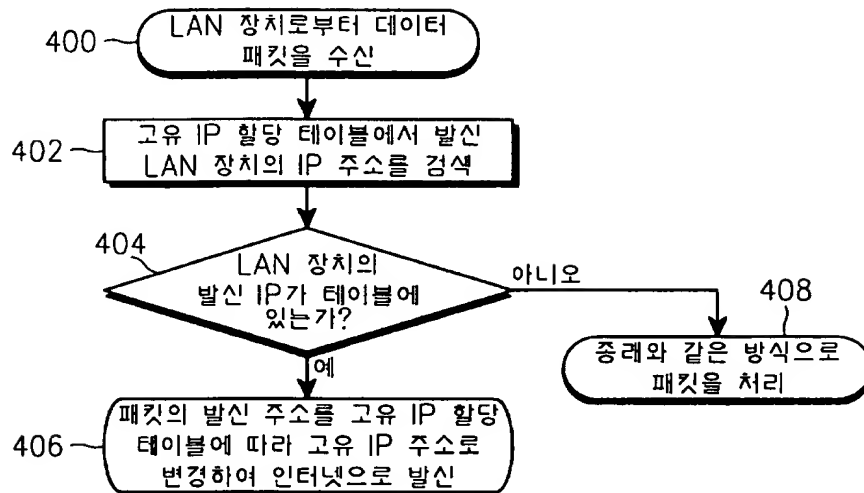 400
LAN 장치로부터 데이터
패킷을 수신
402
고유 IP 할당 테이블에서 발신
LAN 장치의 IP 주소를 검색
404
LAN 장치의
발신 IP가 테이블에
있는가?
아니오
408
종래와 같은 방식으로
패킷을 처리
예
406
패킷의 발신 주소를 고유 IP 할당
테이블에 따라 고유 IP 주소로
변경하여 인터넷으로 발신